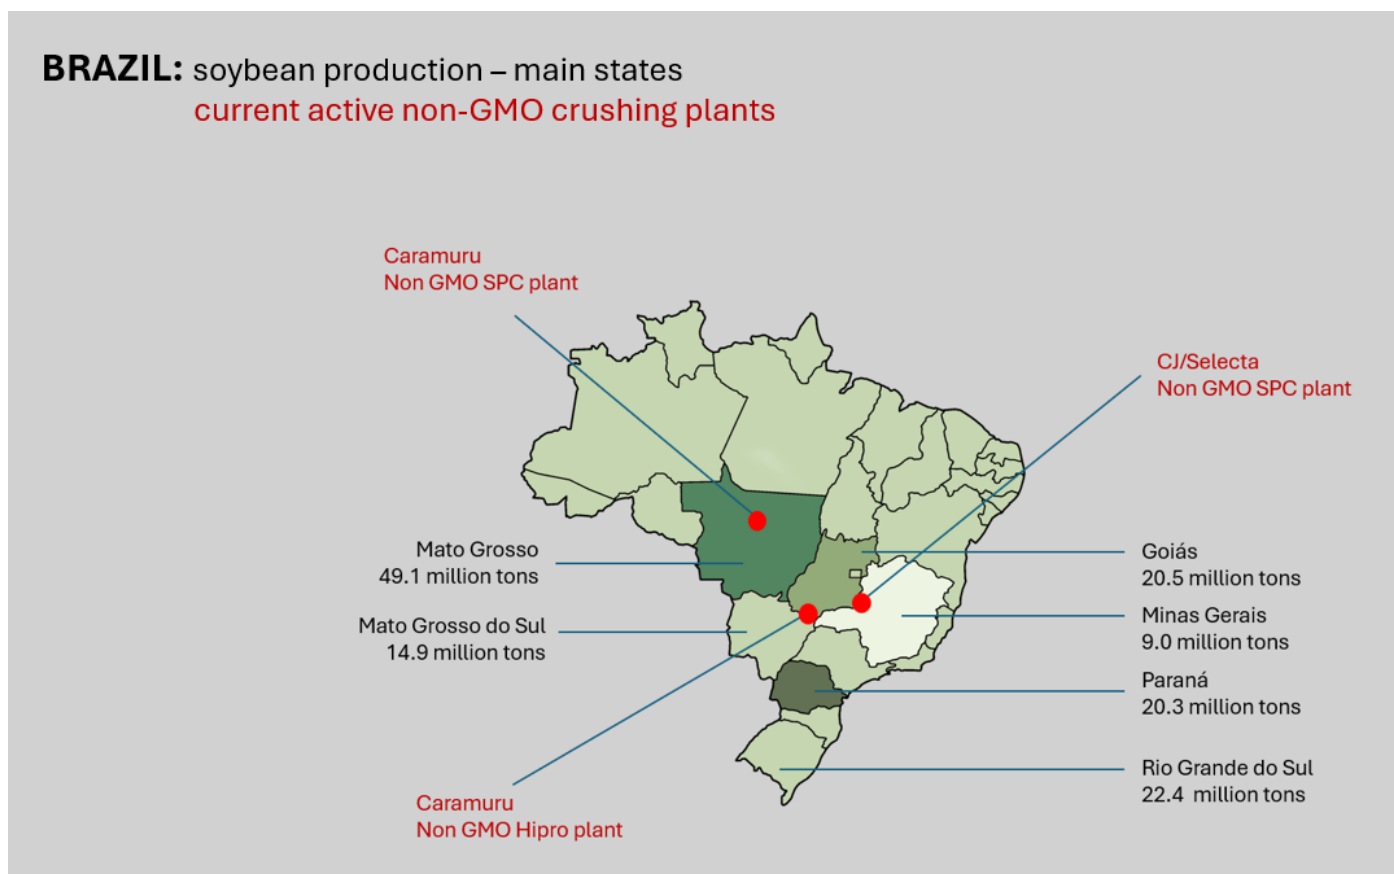 BRAZIL: soybean production – main states
current active non-GMO crushing plants
Caramuru
Non GMO SPC plant
CJ/Selecta
Non GMO SPC plant
Mato Grosso
49.1 million tons
Mato Grosso do Sul
14.9 million tons
Goiás
20.5 million tons
Minas Gerais
9.0 million tons
Paraná
20.3 million tons
Rio Grande do Sul
22.4 million tons
Caramuru
Non GMO Hipro plant